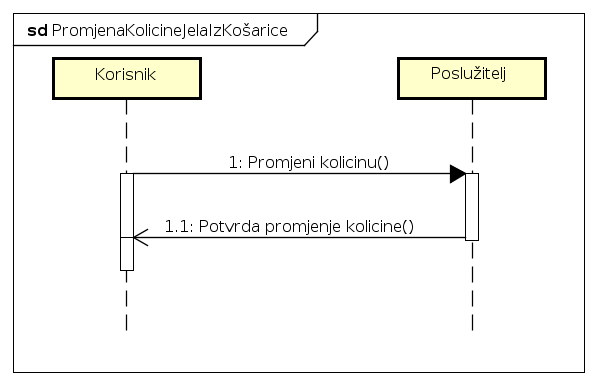 sd PromjenaKolicineJelaIzKošarice
Korisnik
Poslužitelj
1: Promjeni kolicinu()
1.1: Potvrda promjenje kolicine()